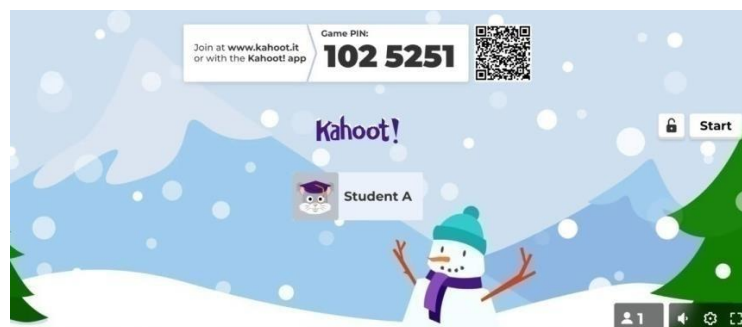 Join at www.kahoot.it
or with the Kahoot! app
Game PIN:
102 5251
Kahoot!
Start
Student A
1